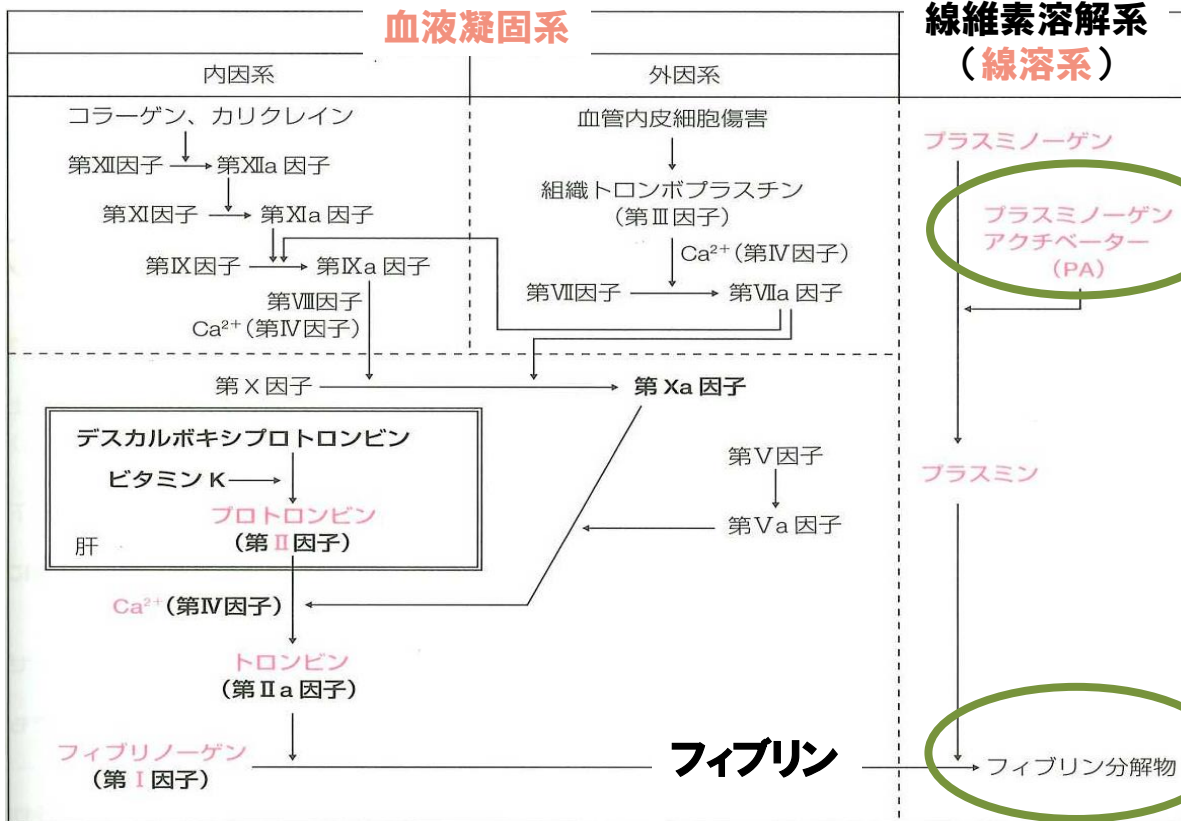 血液凝固系
線維素溶解系
（線溶系）
内因系
外因系
コラーゲン、カリクレイン
第XII因子
第XIIa 因子
第XI因子
第XIa 因子
第IX因子
第IXa 因子
第VIII因子
Ca²⁺(第IV因子)
血管内皮細胞傷害
組織トロンボプラスチン
(第III因子)
Ca²⁺(第IV因子)
第VII因子
第VIIa 因子
第X因子
第 Xa 因子
デスカルボキシプロトロンビン
ビタミン K
プロトロンビン
(第II因子)
肝
第V因子
第Va 因子
Ca²⁺(第IV因子)
トロンビン
(第IIa 因子)
フィブリノーゲン
(第I因子)
フィブリン
プラスミノーゲン
プラスミノーゲン
アクチベーター
(PA)
プラスミン
フィブリン分解物